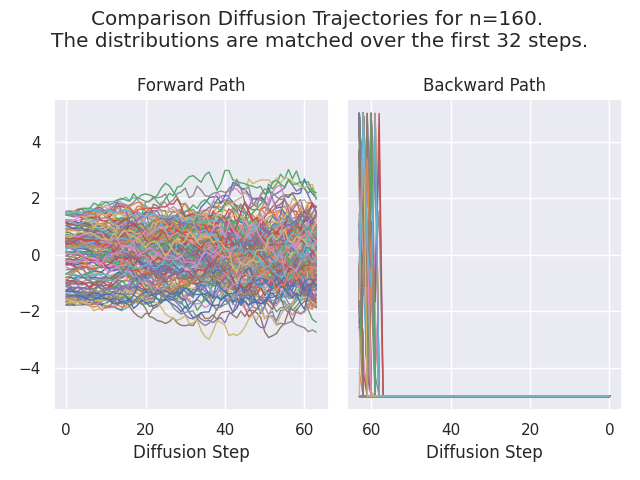 Comparison Diffusion Trajectories for n=160.
The distributions are matched over the first 32 steps.
Forward Path
Backward Path
4
2
0
−2
−4
0 20 40 60
60 40 20 0
Diffusion Step
Diffusion Step